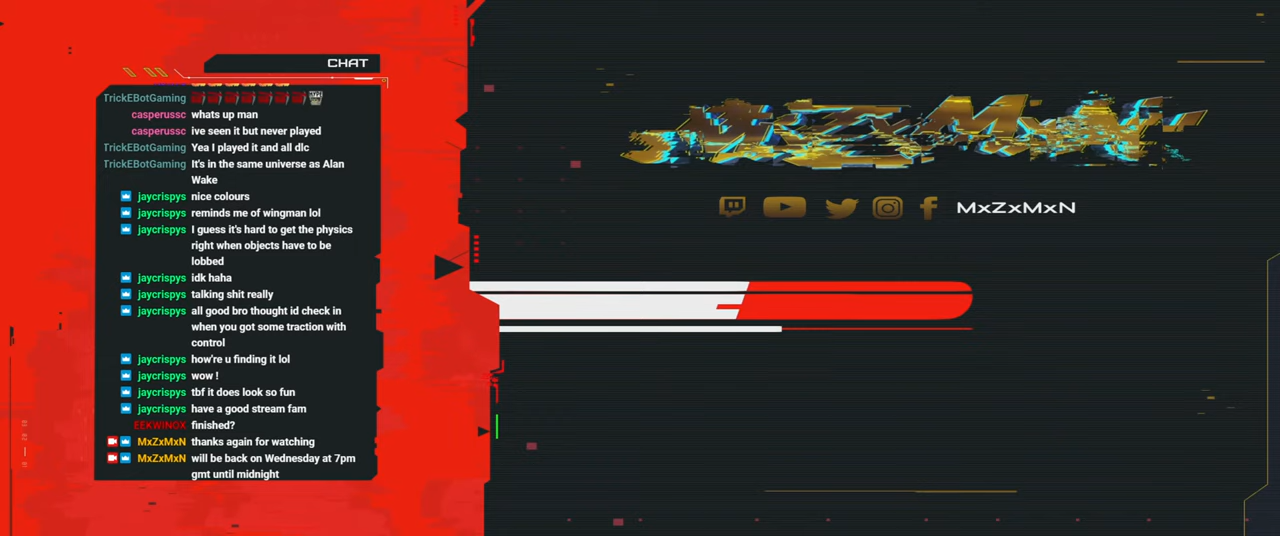 CHAT
TrickEBotGaming
casperussc whats up man
casperussc ive seen it but never played
TrickEBotGaming Yea I played it and all dlc
TrickEBotGaming It's in the same universe as Alan
Wake
jaycrispys nice colours
jaycrispys reminds me of wingman lol
jaycrispys I guess it's hard to get the physics
right when objects have to be
lobbed
jaycrispys idk haha
jaycrispys talking shit really
jaycrispys all good bro thought id check in
when you got some traction with
control
jaycrispys how're u finding it lol
jaycrispys wow !
jaycrispys tbf it does look so fun
jaycrispys have a good stream fam
EEKWINOX finished?
MxZxMxN thanks again for watching
MxZxMxN will be back on Wednesday at 7pm
gmt until midnight
MxZxMxN
MxZxMxN